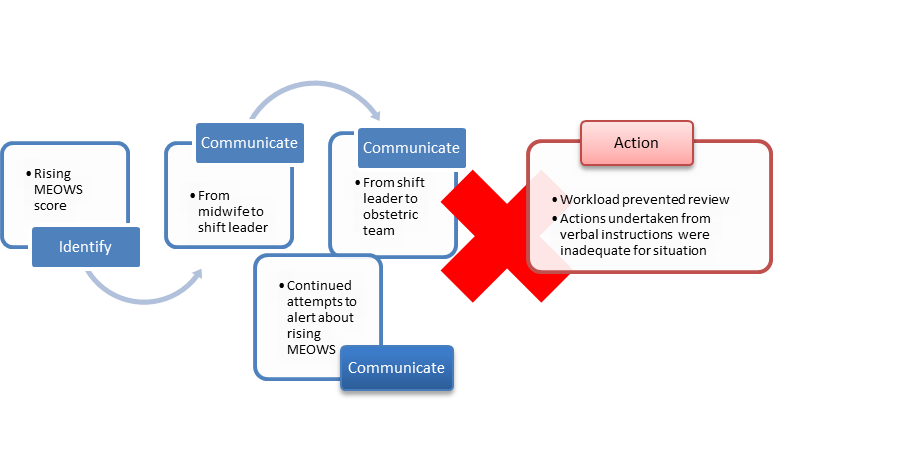 • Rising
MEOWS
score
Identify
Communicate
• From
midwife to
shift leader
Communicate
• From shift
leader to
obstetric
team
• Continued
attempts to
alert about
rising
MEOWS
Communicate
Action
• Workload prevented review
• Actions undertaken from
verbal instructions were
inadequate for situation